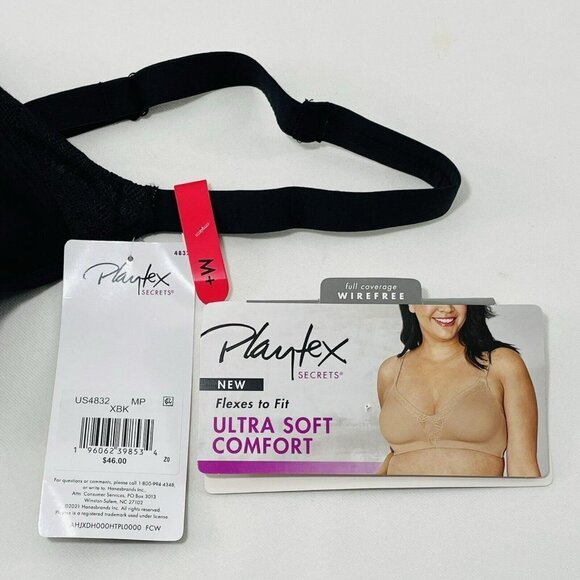 4832
M+
Playtex
SECRETS®
US4832 MP
XBK
1 96062 39853 4
Z0
$46.00
For questions or comments, please call 1-800-994-4348
or write to: Hanesbrands Inc.
Attn: Consumer Services, PO BOX 3013
Winston-Salem, NC 27102
©2021 Hanesbrands Inc. All rights reserved.
Playtex is a registered trademark used under license.
AHJXDH000HTPL0000 FCW
full coverage
WIREFREE
Playtex
SECRETS®
NEW
Flexes to Fit
ULTRA SOFT
COMFORT